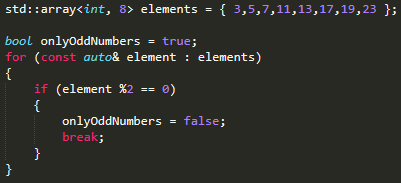 std::array<int, 8> elements = { 3,5,7,11,13,17,19,23 };
bool onlyOddNumbers = true;
for (const auto& element : elements)
{
if (element %2 == 0)
{
onlyOddNumbers = false;
break;
}
}